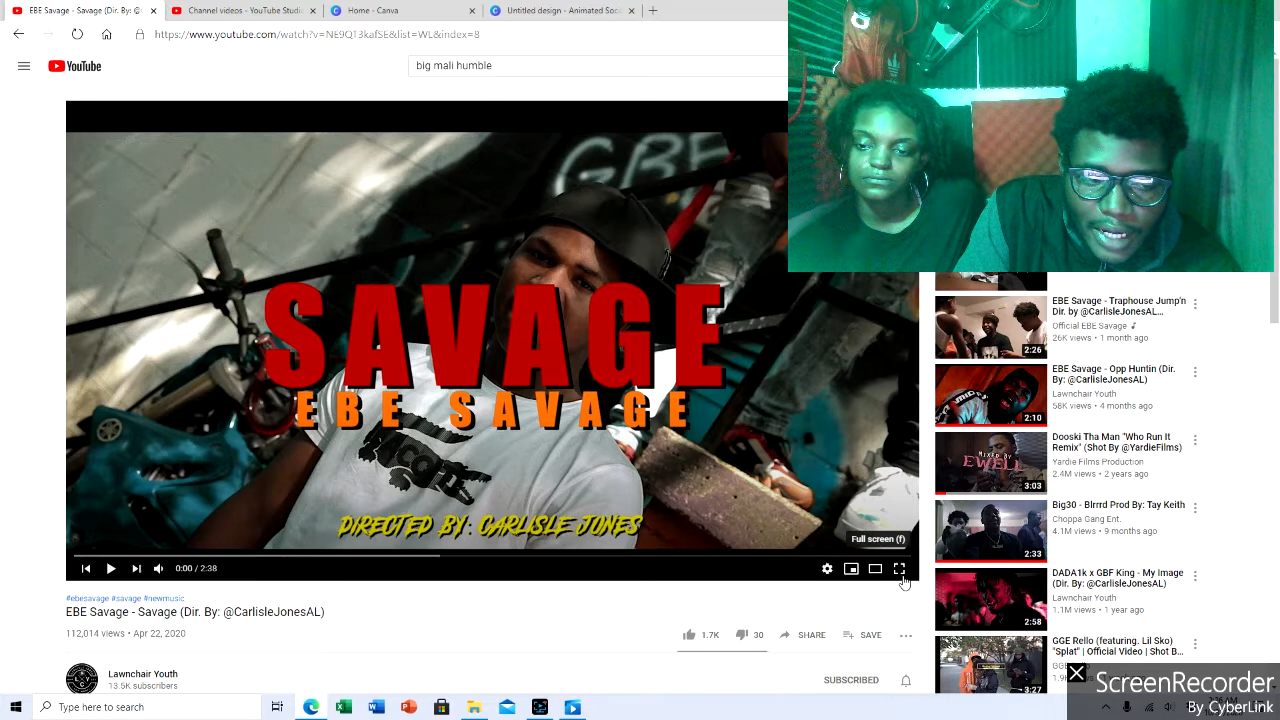 EBE Savage - Savage (Dir. By: @
Channel videos - YouTube Studio
Home - Canva
Untitled design - Animated Soci
https://www.youtube.com/watch?v=NE9QT3kafSE&list=WL&index=8
YouTube
big mali humble
GBE
SAVAGE
EBE SAVAGE
DIRECTED BY: CARLISLE JONES
Full screen (f)
0:00 / 2:38
#ebesavage #savage #newmusic
EBE Savage - Savage (Dir. By: @CarlisleJonesAL)
112,014 views • Apr 22, 2020
1.7K
30
SHARE
SAVE
Lawnchair Youth
13.5K subscribers
SUBSCRIBED
EBE Savage - Traphouse Jump'n
Dir. by @CarlisleJonesAL...
Official EBE Savage
26K views • 1 month ago
2:26
EBE Savage - Opp Huntin (Dir.
By: @CarlisleJonesAL)
Lawnchair Youth
58K views • 4 months ago
2:10
Dooski Tha Man "Who Run It
Remix" (Shot By @YardieFilms)
Yardie Films Production
2.4M views • 2 years ago
MIXED BY
EWELL
3:03
Big30 - Blrrrd Prod By: Tay Keith
Choppa Gang Ent.
4.1M views • 9 months ago
2:33
DADA1k x GBF King - My Image
(Dir. By: @CarlisleJonesAL)
Lawnchair Youth
1.1M views • 1 year ago
2:58
GGE Rello (featuring. Lil Sko)
"Splat" | Official Video | Shot B...
3:27
Type here to search
ScreenRecorder
By CyberLink